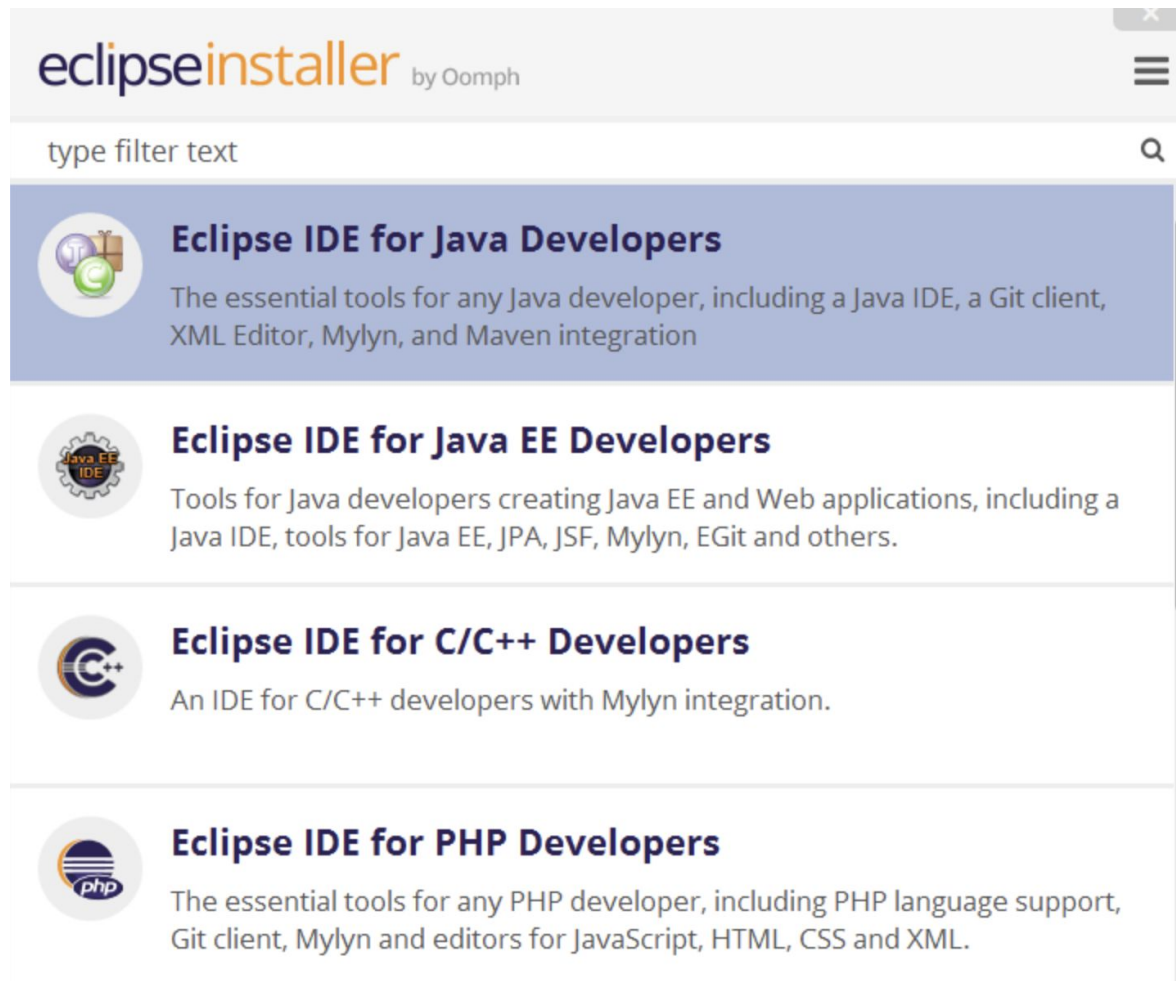 eclipseinstaller by Oomph
type filter text
Eclipse IDE for Java Developers
The essential tools for any Java developer, including a Java IDE, a Git client,
XML Editor, Mylyn, and Maven integration
Java EE
IDE
Eclipse IDE for Java EE Developers
Tools for Java developers creating Java EE and Web applications, including a
Java IDE, tools for Java EE, JPA, JSF, Mylyn, EGit and others.
C++
Eclipse IDE for C/C++ Developers
An IDE for C/C++ developers with Mylyn integration.
php
Eclipse IDE for PHP Developers
The essential tools for any PHP developer, including PHP language support,
Git client, Mylyn and editors for JavaScript, HTML, CSS and XML.